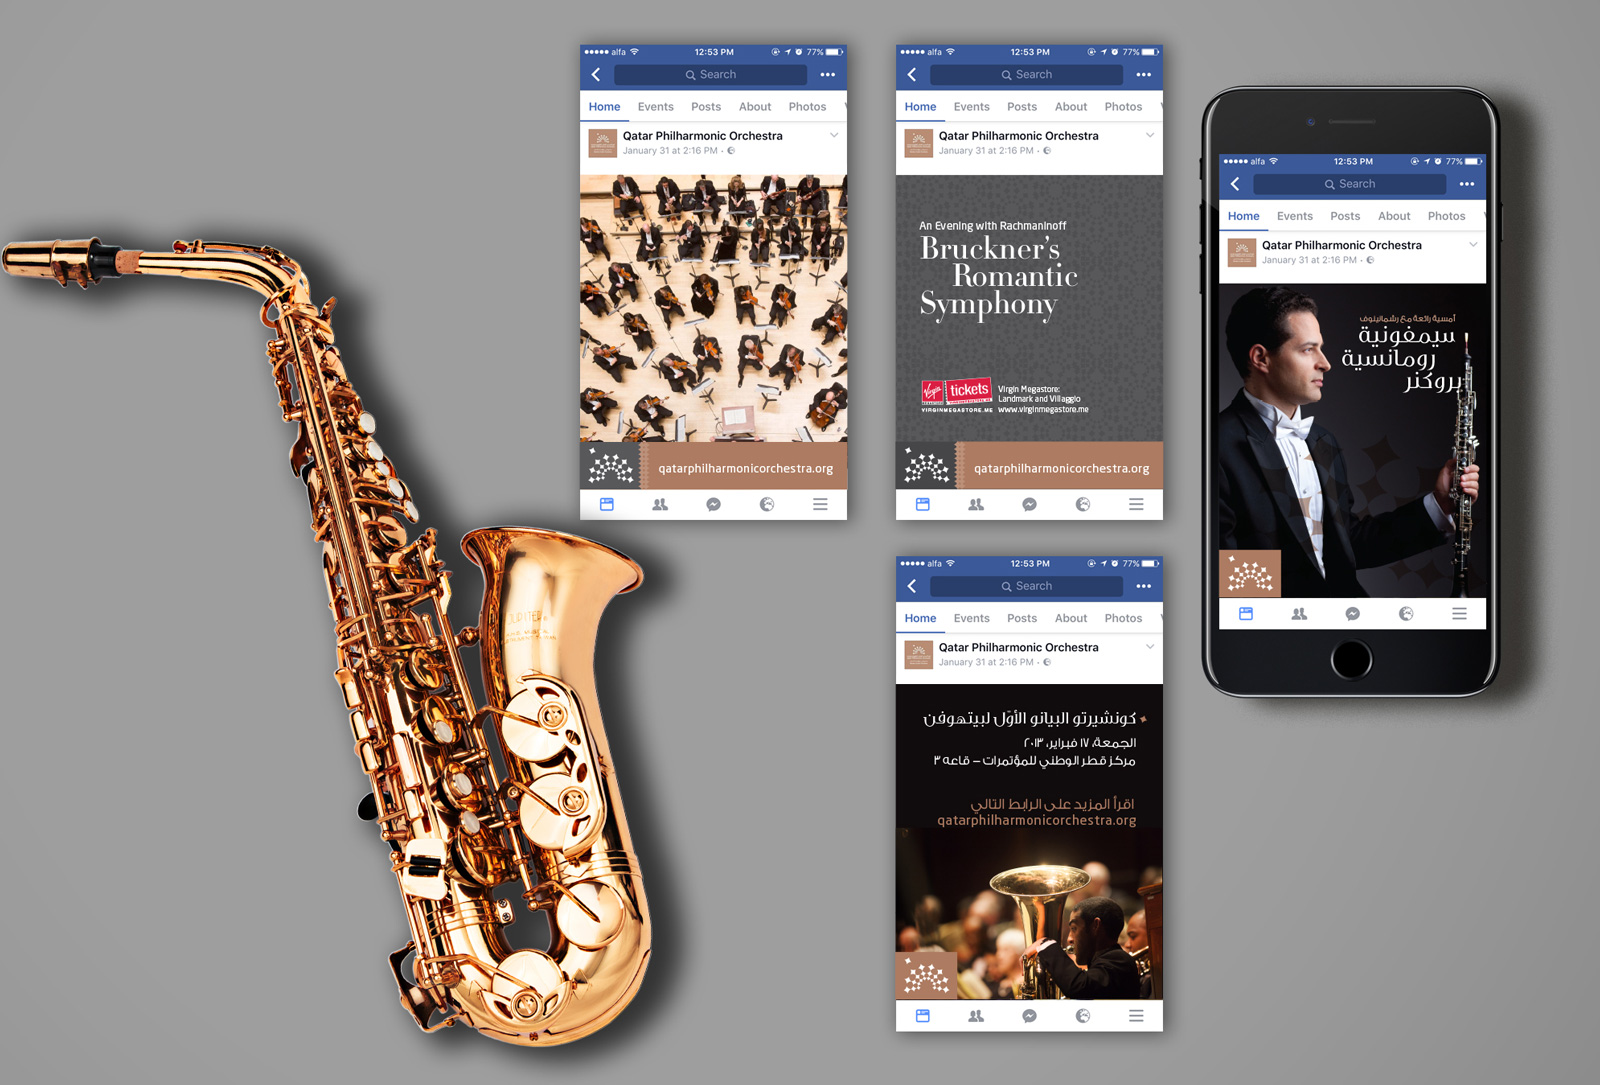 alfa 12:53 PM 77%
Search
Home Events Posts About Photos
Qatar Philharmonic Orchestra
January 31 at 2:16 PM
qatarphilharmonicorchestra.org
alfa 12:53 PM 77%
Search
Home Events Posts About Photos
Qatar Philharmonic Orchestra
January 31 at 2:16 PM
An Evening with Rachmaninoff
Bruckner's
Romantic
Symphony
Virgin tickets
VIRGINMEGASTORE.ME
Virgin Megastore:
Landmark and Villaggio
www.virginmegastore.me
qatarphilharmonicorchestra.org
alfa 12:53 PM 77%
Search
Home Events Posts About Photos
Qatar Philharmonic Orchestra
January 31 at 2:16 PM
أمسية رائعة مع رشمانينوف
سيمفونية
رومانسية
بروكنر
alfa 12:53 PM 77%
Search
Home Events Posts About Photos
Qatar Philharmonic Orchestra
January 31 at 2:16 PM
كونشيرتو البيانو الأوّل لبيتهوفن
الجمعة، ١٧ فبراير، ٢٠١٣
مركز قطر الوطني للمؤتمرات – قاعه ٣
اقرأ المزيد على الرابط التالي
qatarphilharmonicorchestra.org
JUPITER